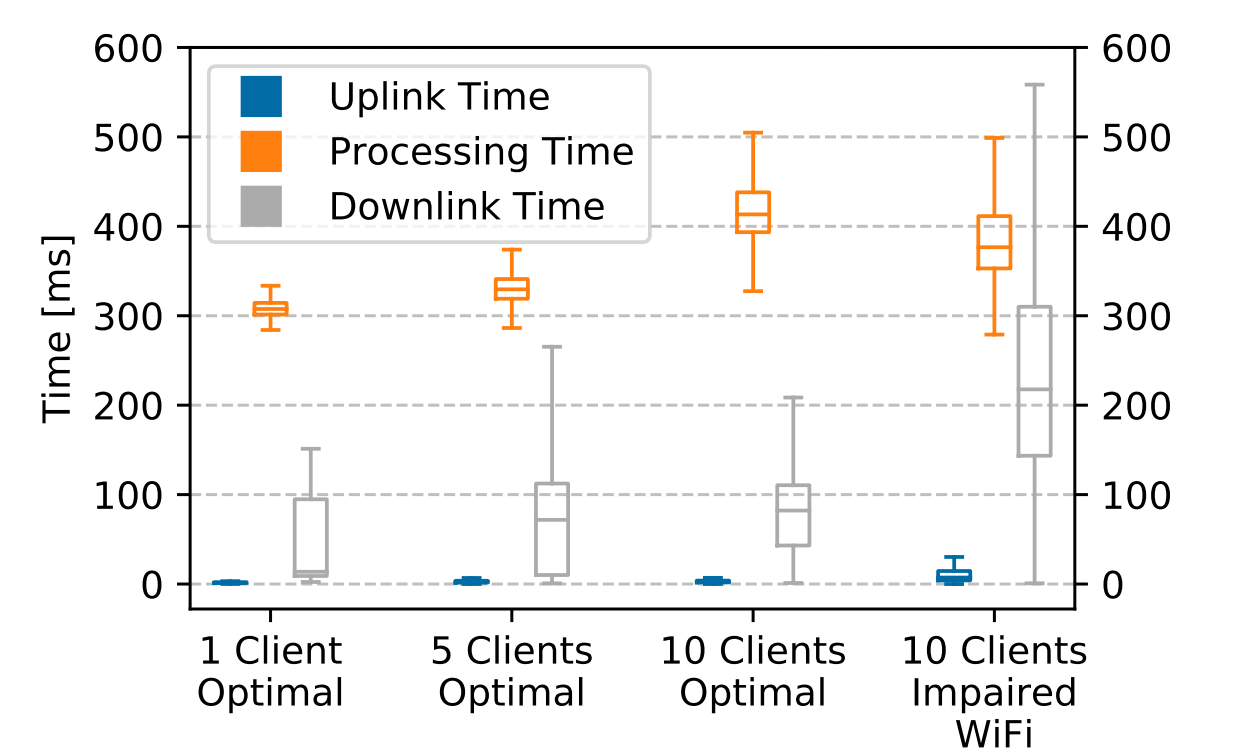 600
500
400
300
200
100
0
Time [ms]
Uplink Time
Processing Time
Downlink Time
600
500
400
300
200
100
0
1 Client
Optimal
5 Clients
Optimal
10 Clients
Optimal
10 Clients
Impaired
WiFi